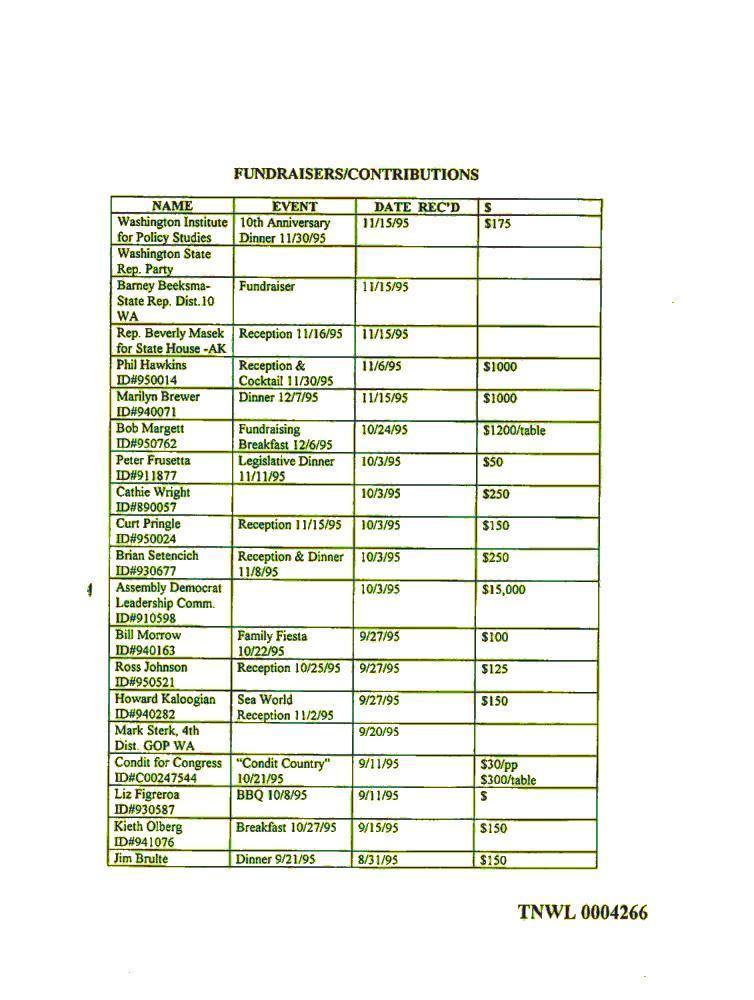 FUNDRAISERS/CONTRIBUTIONS
NAME EVENT DATE REC'D $
Washington Institute 10th Anniversary 11/15/95 $175
for Policy Studies Dinner 11/30/95
Washington State
Rep. Party
Barney Beeksma- Fundraiser 11/15/95
State Rep. Dist.10
WA
Rep. Beverly Masek Reception 11/16/95 11/15/95
for State House -AK
Phil Hawkins Reception & 11/6/95 $1000
ID#950014 Cocktail 11/30/95
Marilyn Brewer Dinner 12/7/95 11/15/95 $1000
ID#940071
Bob Margett Fundraising 10/24/95 $1200/table
ID#950762 Breakfast 12/6/95
Peter Frusetta Legislative Dinner 10/3/95 $50
ID#911877 11/11/95
Cathie Wright 10/3/95 $250
ID#890057
Curt Pringle Reception 11/15/95 10/3/95 $150
ID#950024
Brian Setencich Reception & Dinner 10/3/95 $250
ID#930677 11/8/95
Assembly Democrat 10/3/95 $15,000
Leadership Comm.
ID#910598
Bill Morrow Family Fiesta 9/27/95 $100
ID#940163 10/22/95
Ross Johnson Reception 10/25/95 9/27/95 $125
ID#950521
Howard Kaloogian Sea World 9/27/95 $150
ID#940282 Reception 11/2/95
Mark Sterk, 4th 9/20/95
Dist. GOP WA
Condit for Congress "Condit Country" 9/11/95 $30/pp
ID#C00247544 10/21/95 $300/table
Liz Figreroa BBQ 10/8/95 9/11/95 $
ID#930587
Kieth Olberg Breakfast 10/27/95 9/15/95 $150
ID#941076
Jim Brulte Dinner 9/21/95 8/31/95 $150
TNWL 0004266